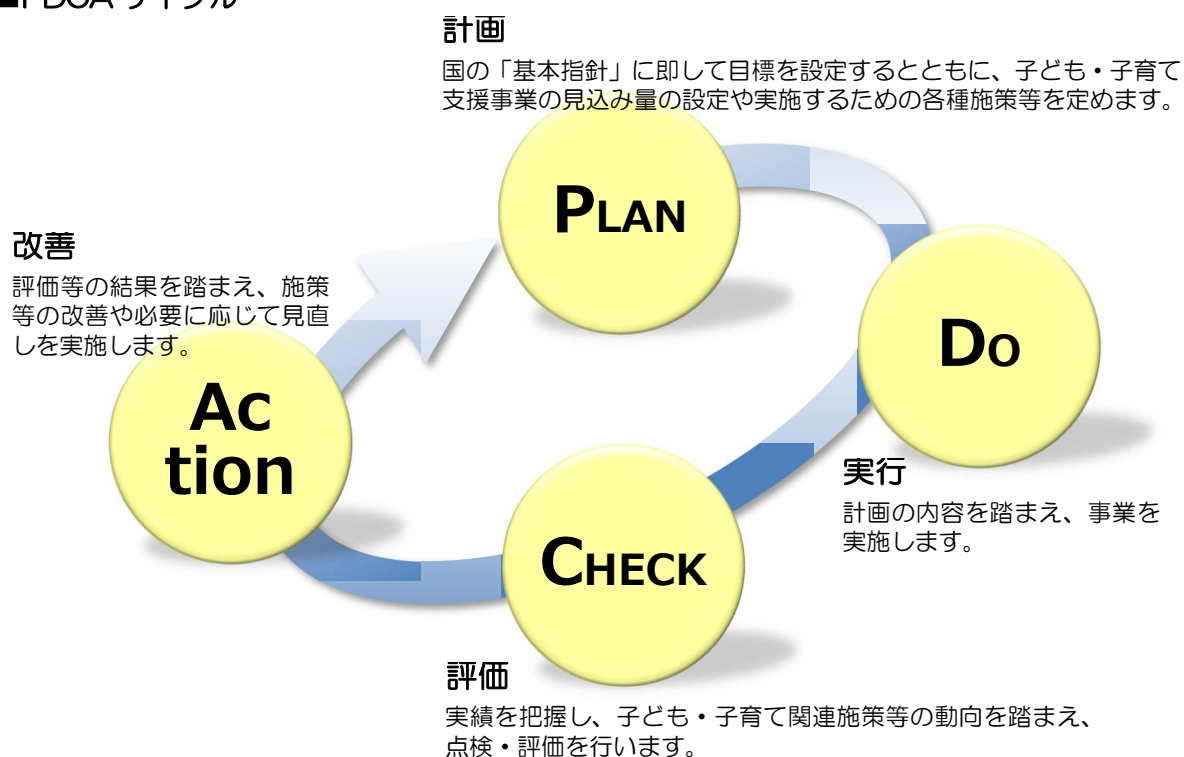 ■PDCA サイクル
計画
国の「基本指針」に即して目標を設定するとともに、子ども・子育て
支援事業の見込み量の設定や実施するための各種施策等を定めます。
PLAN
改善
評価等の結果を踏まえ、施策
等の改善や必要に応じて見直
しを実施します。
Do
Ac
tion
実行
計画の内容を踏まえ、事業を
実施します。
CHECK
評価
実績を把握し、子ども・子育て関連施策等の動向を踏まえ、
点検・評価を行います。